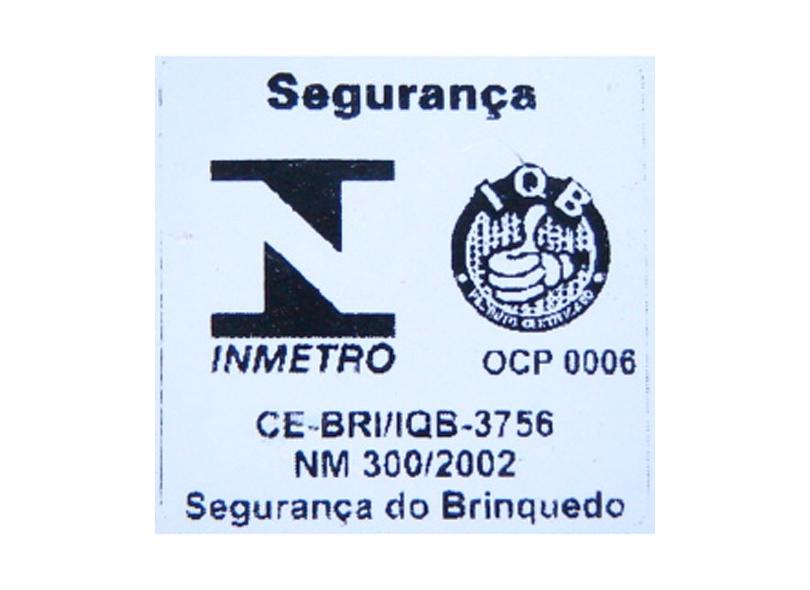 Segurança
IQB
INMETRO
OCP 0006
CE-BRI/IQB-3756
NM 300/2002
Segurança do Brinquedo